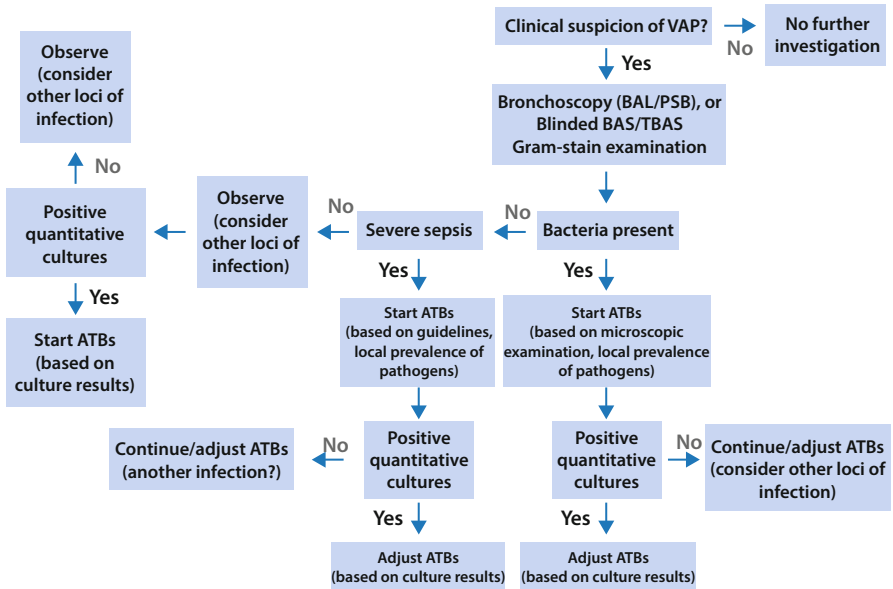 Clinical suspicion of VAP?
No
No further
investigation
Yes
Bronchoscopy (BAL/PSB), or
Blinded BAS/TBAS
Gram-stain examination
Bacteria present
No
Severe sepsis
No
Observe
(consider
other loci of
infection)
Positive
quantitative
cultures
No
Observe
(consider
other loci of
infection)
Yes
Start ATBs
(based on
culture results)
Yes
Start ATBs
(based on guidelines,
local prevalence of
pathogens)
Positive
quantitative
cultures
No
Continue/adjust ATBs
(another infection?)
Yes
Adjust ATBs
(based on culture results)
Yes
Start ATBs
(based on microscopic
examination, local prevalence
of pathogens)
Positive
quantitative
cultures
No
Continue/adjust ATBs
(consider other loci of
infection)
Yes
Adjust ATBs
(based on culture results)